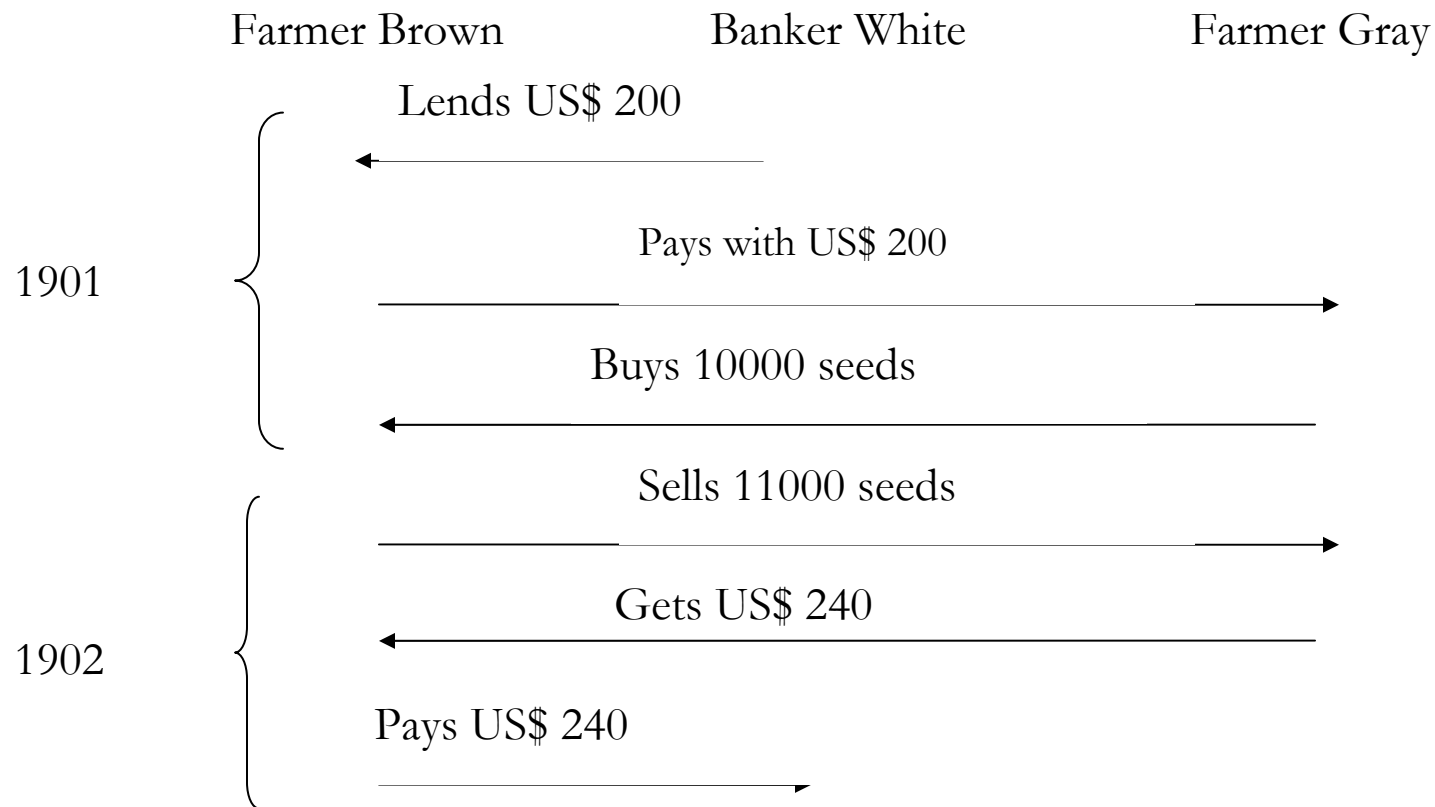 Farmer Brown Banker White Farmer Gray
Lends US$ 200
Pays with US$ 200
1901
Buys 10000 seeds
Sells 11000 seeds
Gets US$ 240
1902
Pays US$ 240